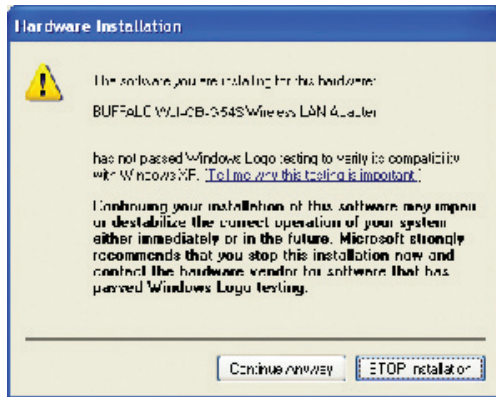 Hardware Installation
The software you are installing for this hardware:
BUFFALO WLI-CB-G54S Wireless LAN Adapter
has not passed Windows Logo testing to verify its compatibility
with Windows XP. (Tell me why this testing is important.)
Continuing your installation of this software may impair
or destabilize the correct operation of your system
either immediately or in the future. Microsoft strongly
recommends that you stop this installation now and
contact the hardware vendor for software that has
passed Windows Logo testing.
Continue Anyway
STOP Installation